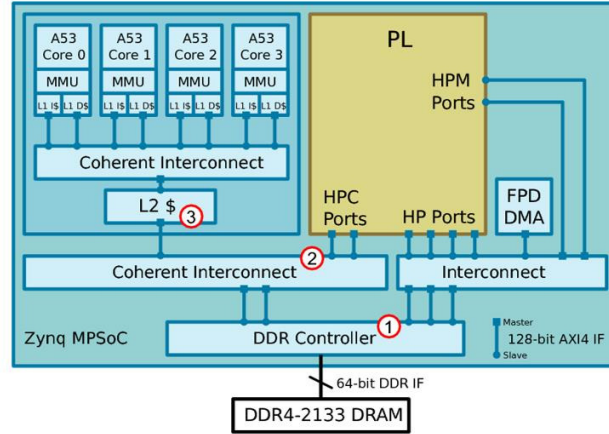 A53
Core 0
A53
Core 1
A53
Core 2
A53
Core 3
MMU
MMU
MMU
MMU
L1 I$
L1 D$
L1 I$
L1 D$
L1 I$
L1 D$
L1 I$
L1 D$
Coherent Interconnect
L2 $
3
PL
HPM
Ports
HPC
Ports
HP Ports
FPD
DMA
2
Coherent Interconnect
Interconnect
1
DDR Controller
Zynq MPSoC
Master
128-bit AXI4 IF
Slave
64-bit DDR IF
DDR4-2133 DRAM